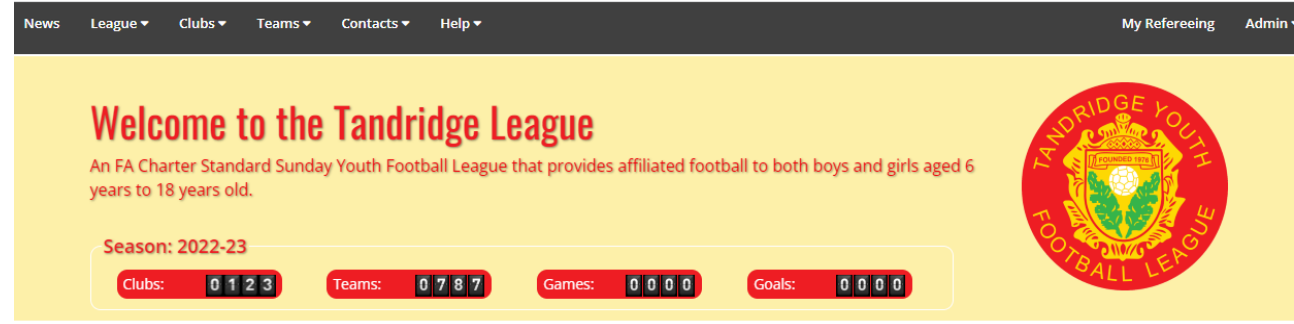 News League Clubs Teams Contacts Help My Refereeing Admin
Welcome to the Tandridge League
An FA Charter Standard Sunday Youth Football League that provides affiliated football to both boys and girls aged 6
years to 18 years old.
Season: 2022-23
Clubs: 0123 Teams: 0787 Games: 0000 Goals: 0000
TANDRIDGE YOUTH
FOUNDED 1976
FOOTBALL LEAGUE